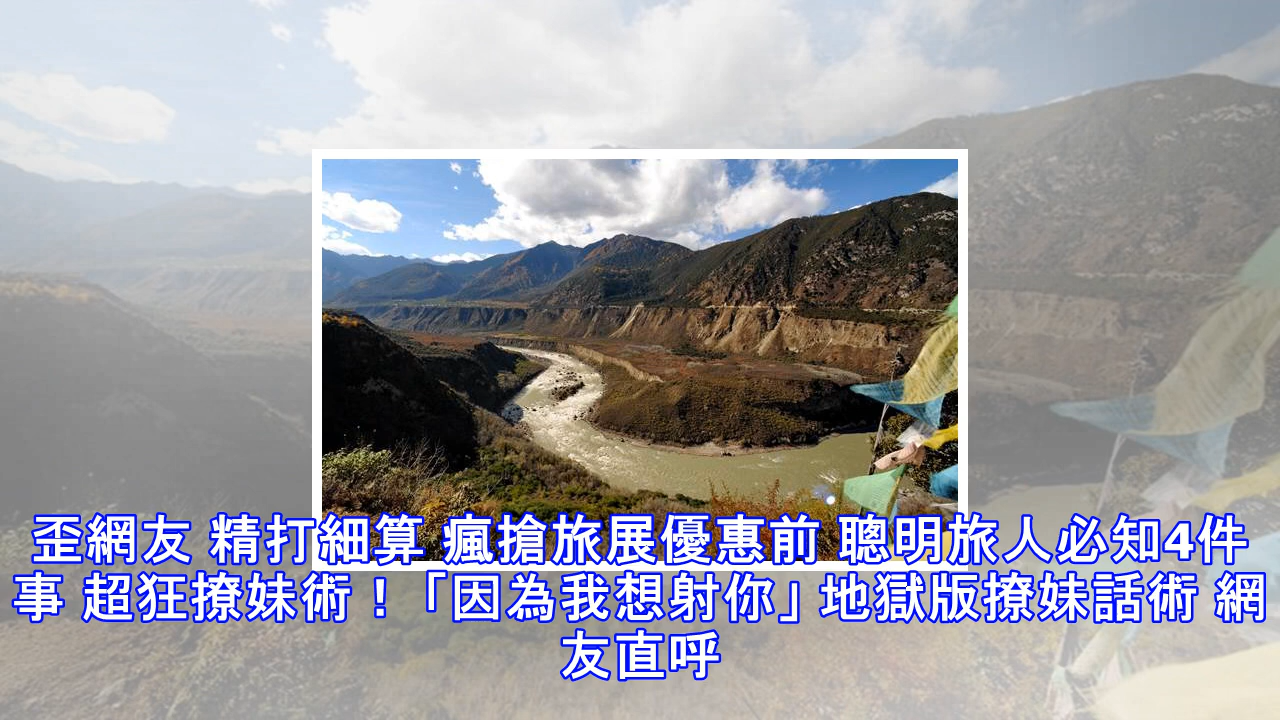 歪網友 精打細算 瘋搶旅展優惠前 聰明旅人必知4件
事 超狂撩妹術！「因為我想射你」地獄版撩妹話術 網
友直呼